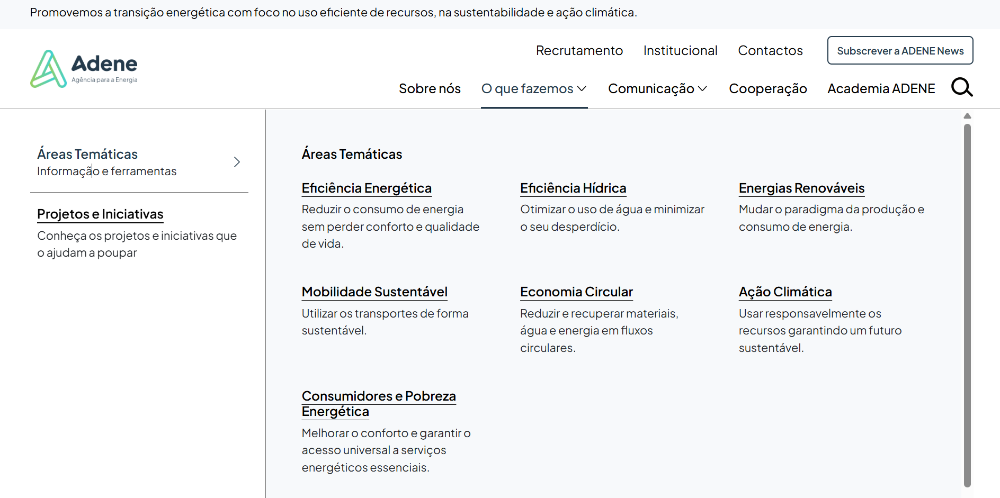 Promovemos a transição energética com foco no uso eficiente de recursos, na sustentabilidade e ação climática.
Adene
Agência para a Energia
Recrutamento Institucional Contactos Subscrever a ADENE News
Sobre nós O que fazemos Comunicação Cooperação Academia ADENE
Áreas Temáticas
Informação e ferramentas
Projetos e Iniciativas
Conheça os projetos e iniciativas que
o ajudam a poupar
Áreas Temáticas
Eficiência Energética
Reduzir o consumo de energia
sem perder conforto e qualidade
de vida.
Eficiência Hídrica
Otimizar o uso de água e minimizar
o seu desperdício.
Energias Renováveis
Mudar o paradigma da produção e
consumo de energia.
Mobilidade Sustentável
Utilizar os transportes de forma
sustentável.
Economia Circular
Reduzir e recuperar materiais,
água e energia em fluxos
circulares.
Ação Climática
Usar responsavelmente os
recursos garantindo um futuro
sustentável.
Consumidores e Pobreza
Energética
Melhorar o conforto e garantir o
acesso universal a serviços
energéticos essenciais.